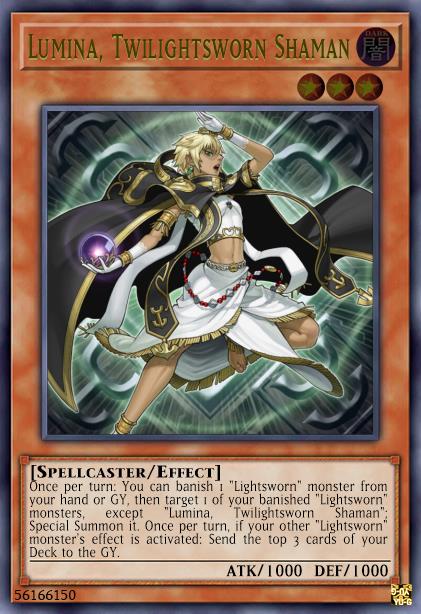 Lumina, Twilightsworn Shaman
DARK
闇
[Spellcaster/Effect]
Once per turn: You can banish 1 "Lightsworn" monster from
your hand or GY, then target 1 of your banished "Lightsworn"
monsters, except "Lumina, Twilightsworn Shaman";
Special Summon it. Once per turn, if your other "Lightsworn"
monster's effect is activated: Send the top 3 cards of your
Deck to the GY.
ATK/1000 DEF/1000
56166150